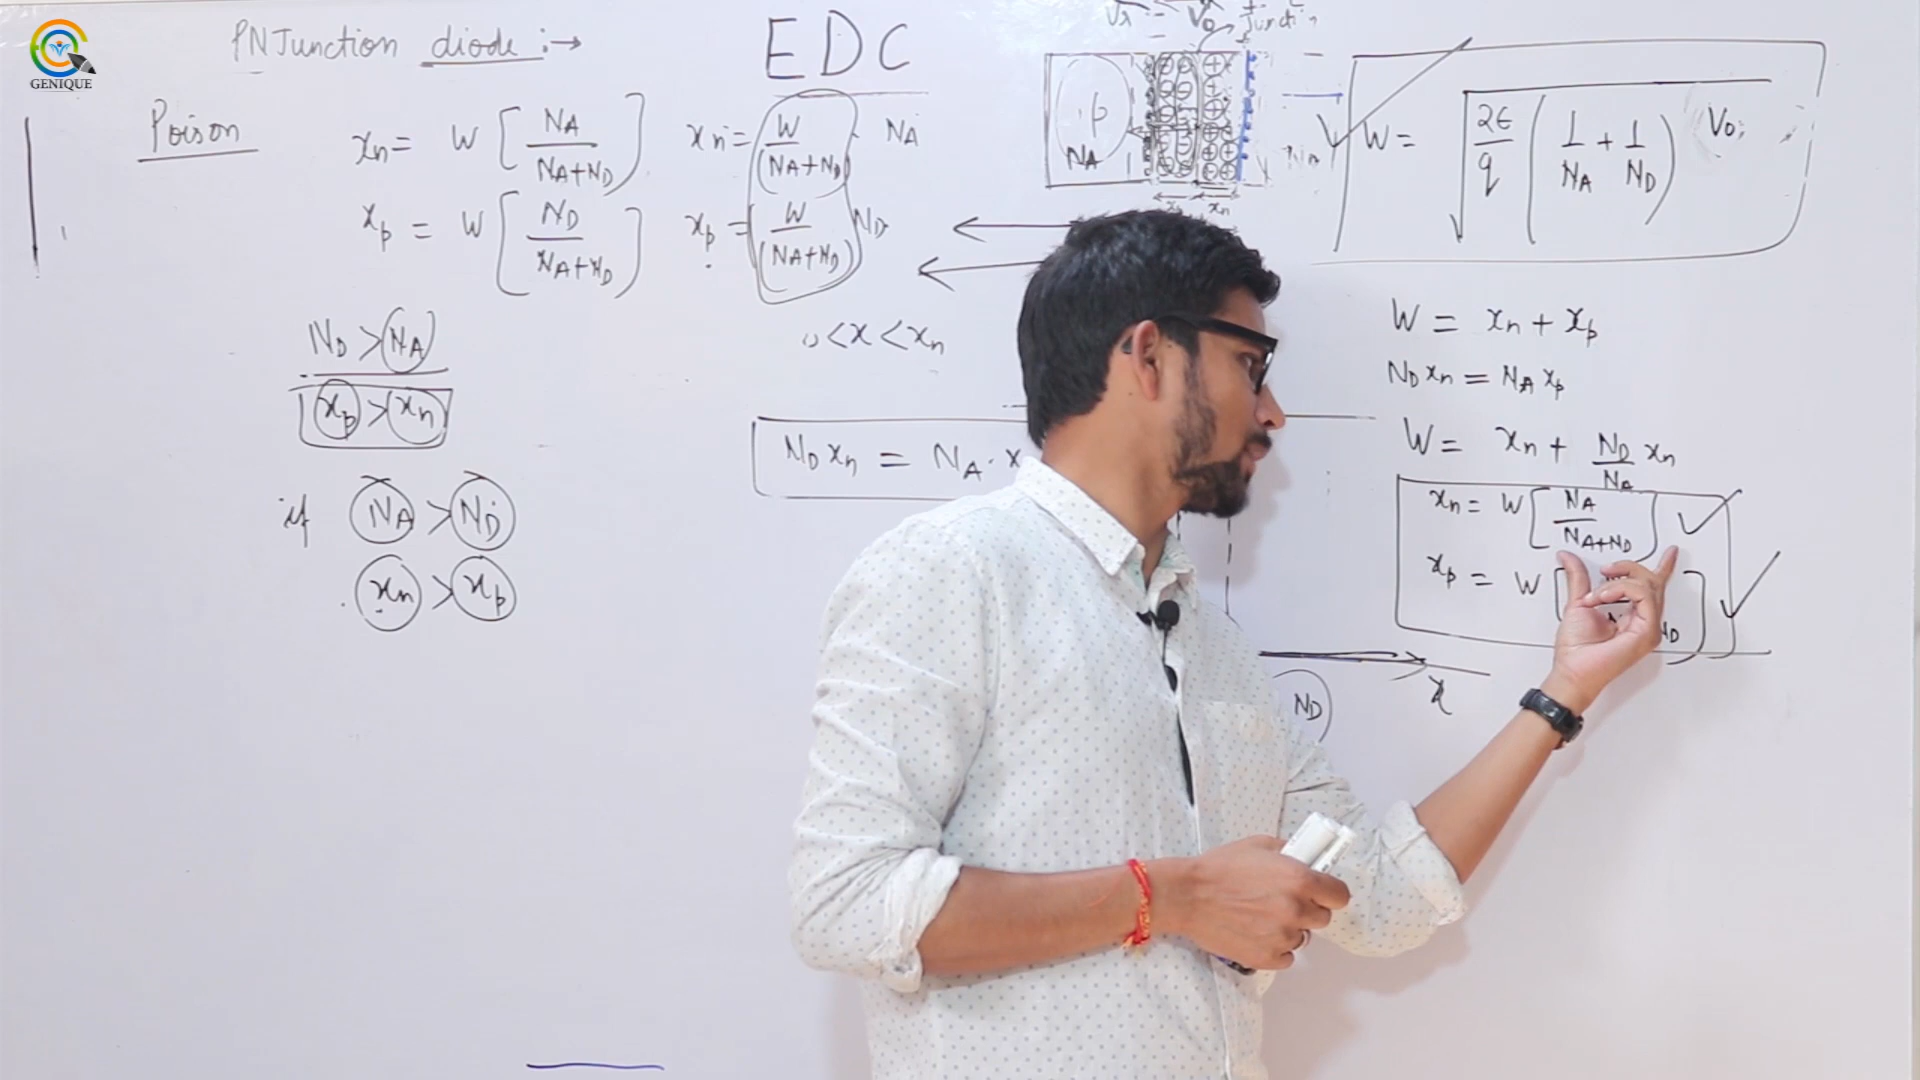 GENIQUE
PN Junction diode :→
EDC
Poison
xn = W [ NA / NA+ND ]
xn = W / (NA+ND) · NA
xp = W [ ND / NA+ND ]
xp = W / (NA+ND) ND
ND > NA
xp > xn
if NA > ND
xn > xp
0 < x < xn
ND xn = NA · x
V0
Junction
p
NA
xn
W = √ 2ϵ / q ( 1 / NA + 1 / ND ) V0
W = xn + xp
ND xn = NA xp
W = xn + ND / NA xn
xn = W [ NA / NA+ND ]
xp = W [
ND
x
ND